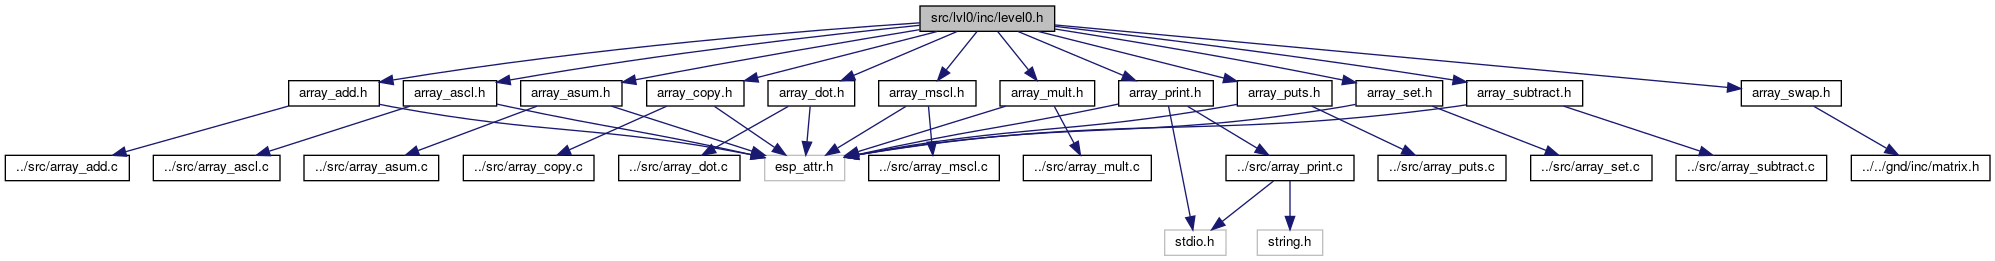 src/lvl0/inc/level0.h
array_add.h
array_ascl.h
array_asum.h
array_copy.h
array_dot.h
array_mscl.h
array_mult.h
array_print.h
array_puts.h
array_set.h
array_subtract.h
array_swap.h
../src/array_add.c
../src/array_ascl.c
../src/array_asum.c
../src/array_copy.c
../src/array_dot.c
esp_attr.h
../src/array_mscl.c
../src/array_mult.c
../src/array_print.c
../src/array_puts.c
../src/array_set.c
../src/array_subtract.c
../../gnd/inc/matrix.h
stdio.h
string.h